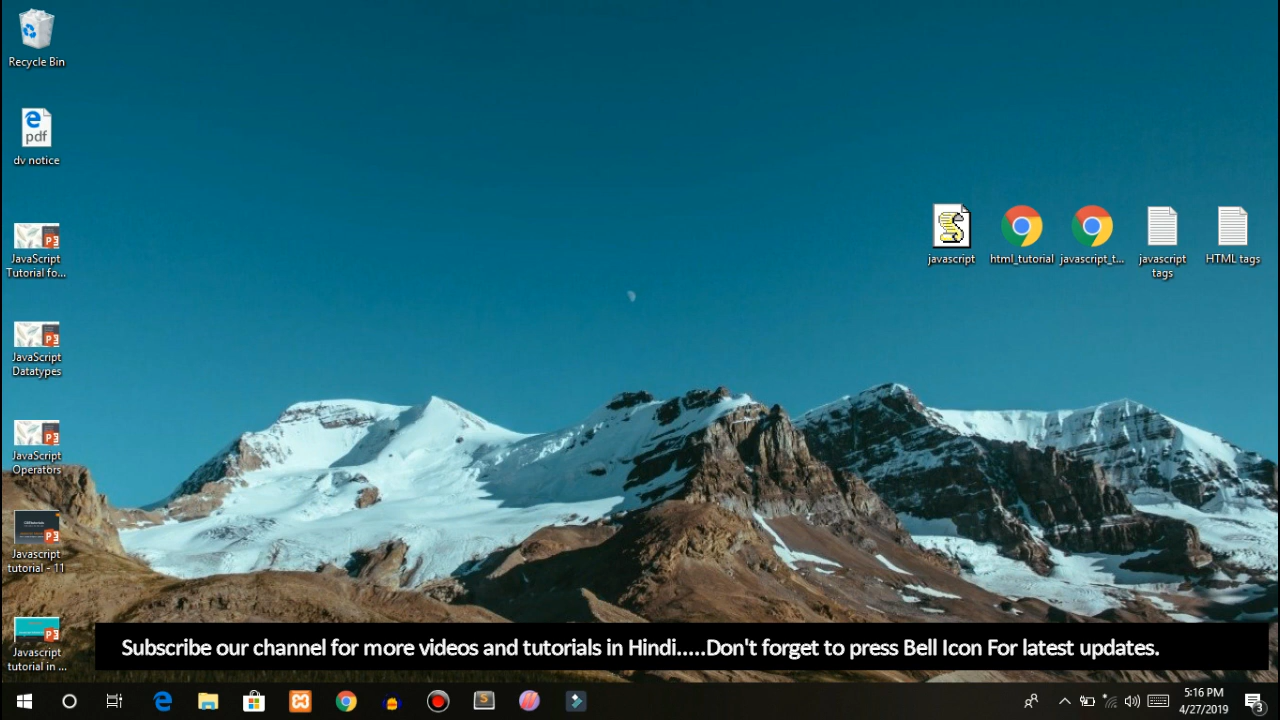 Recycle Bin
pdf
dv notice
JavaScript
Tutorial fo...
JavaScript
Datatypes
JavaScript
Operators
Javascript
tutorial - 11
Javascript
tutorial in ...
javascript
html_tutorial
javascript_t...
javascript
tags
HTML tags
Subscribe our channel for more videos and tutorials in Hindi.....Don't forget to press Bell Icon For latest updates.
5:16 PM
4/27/2019
3